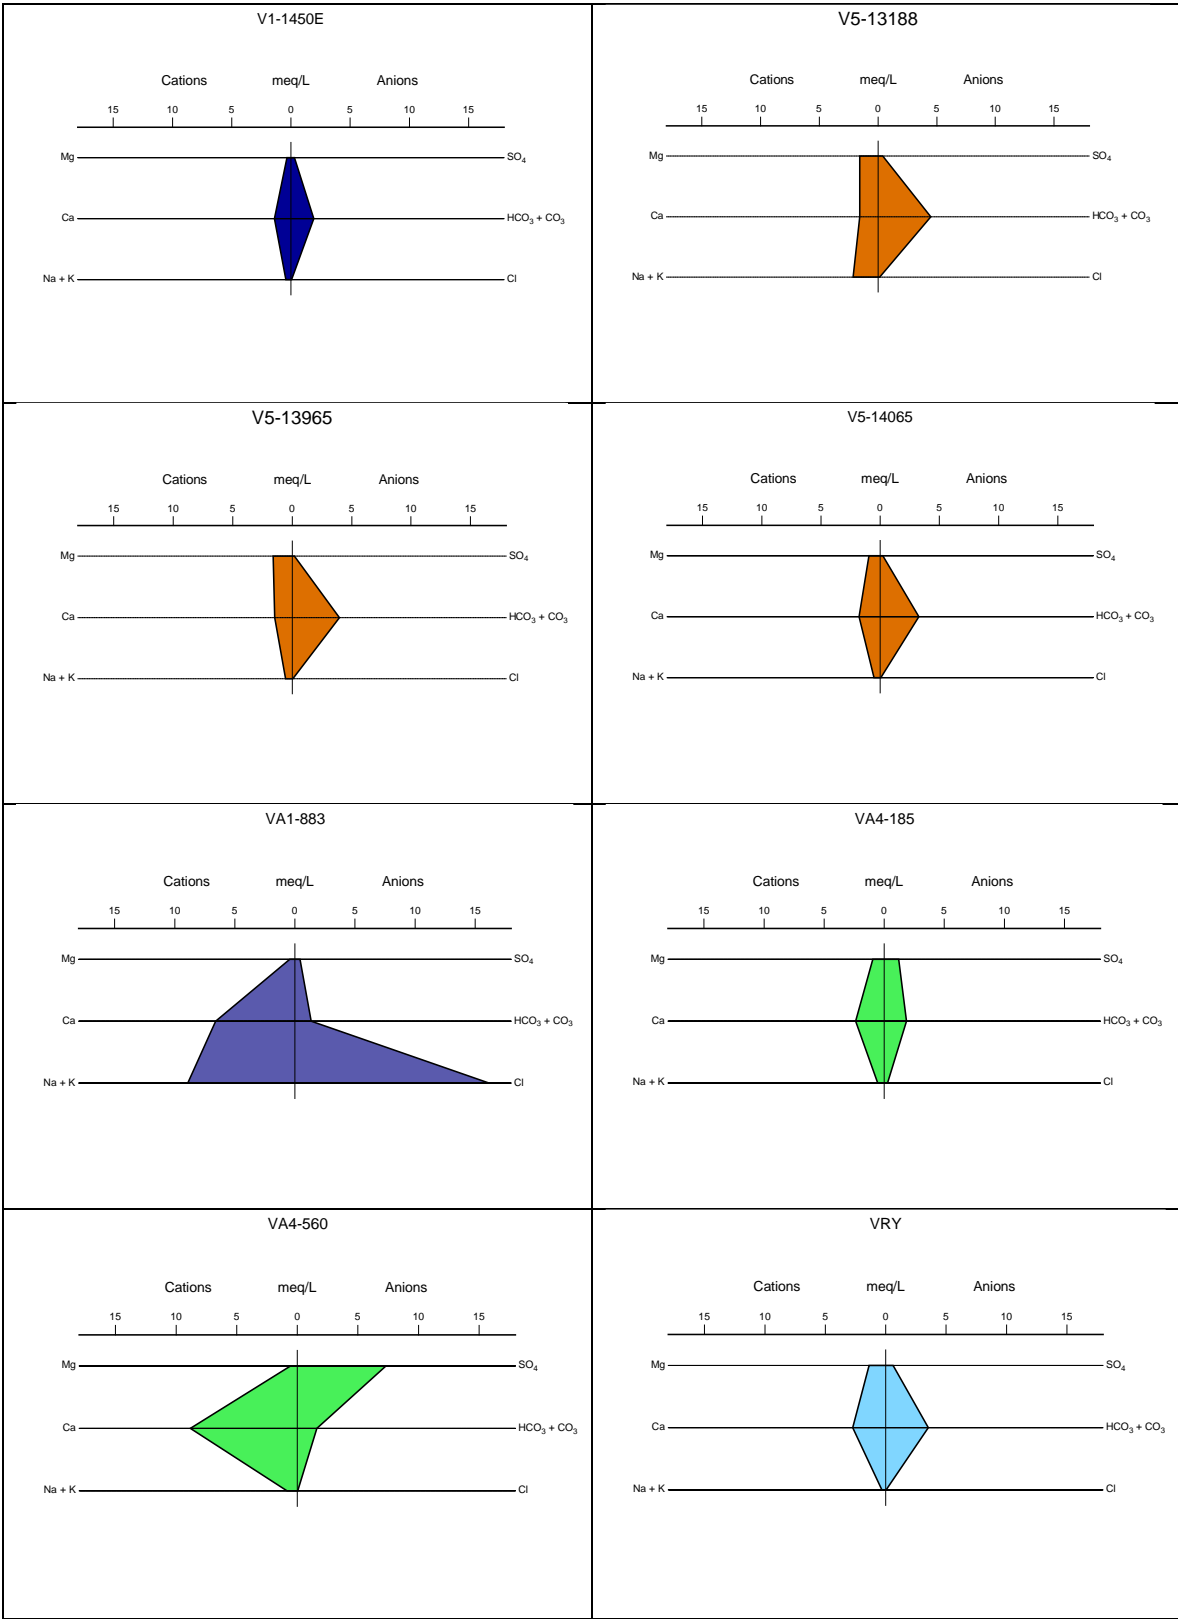 V1-1450E
Cations meq/L Anions
15 10 5 0 5 10 15
Mg SO4
Ca HCO3 + CO3
Na + K Cl
V5-13188
Cations meq/L Anions
15 10 5 0 5 10 15
Mg SO4
Ca HCO3 + CO3
Na + K Cl
V5-13965
Cations meq/L Anions
15 10 5 0 5 10 15
Mg SO4
Ca HCO3 + CO3
Na + K Cl
V5-14065
Cations meq/L Anions
15 10 5 0 5 10 15
Mg SO4
Ca HCO3 + CO3
Na + K Cl
VA1-883
Cations meq/L Anions
15 10 5 0 5 10 15
Mg SO4
Ca HCO3 + CO3
Na + K Cl
VA4-185
Cations meq/L Anions
15 10 5 0 5 10 15
Mg SO4
Ca HCO3 + CO3
Na + K Cl
VA4-560
Cations meq/L Anions
15 10 5 0 5 10 15
Mg SO4
Ca HCO3 + CO3
Na + K Cl
VRY
Cations meq/L Anions
15 10 5 0 5 10 15
Mg SO4
Ca HCO3 + CO3
Na + K Cl